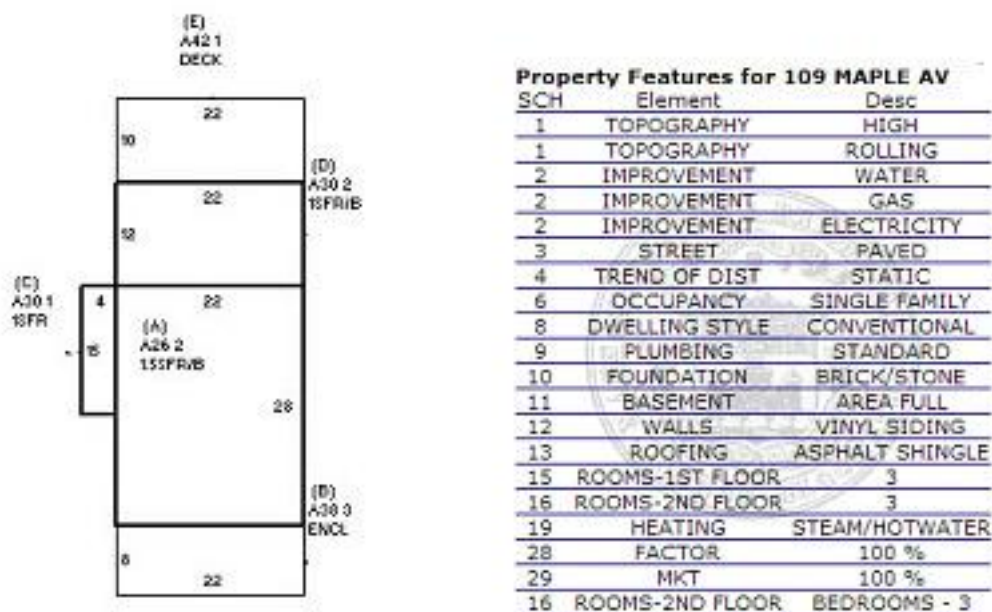 (E)
A42 1
DECK
22
10
(D)
A30 2
1SFR/B
22
12
(C)
A30 1
1SFR
4
15
22
(A)
A26 2
1.5SFR/B
28
(B)
A38 3
ENCL
8
22
Property Features for 109 MAPLE AV
SCH Element Desc
1 TOPOGRAPHY HIGH
1 TOPOGRAPHY ROLLING
2 IMPROVEMENT WATER
2 IMPROVEMENT GAS
2 IMPROVEMENT ELECTRICITY
3 STREET PAVED
4 TREND OF DIST STATIC
6 OCCUPANCY SINGLE FAMILY
8 DWELLING STYLE CONVENTIONAL
9 PLUMBING STANDARD
10 FOUNDATION BRICK/STONE
11 BASEMENT AREA FULL
12 WALLS VINYL SIDING
13 ROOFING ASPHALT SHINGLE
15 ROOMS-1ST FLOOR 3
16 ROOMS-2ND FLOOR 3
19 HEATING STEAM/HOTWATER
28 FACTOR 100 %
29 MKT 100 %
16 ROOMS-2ND FLOOR BEDROOMS - 3